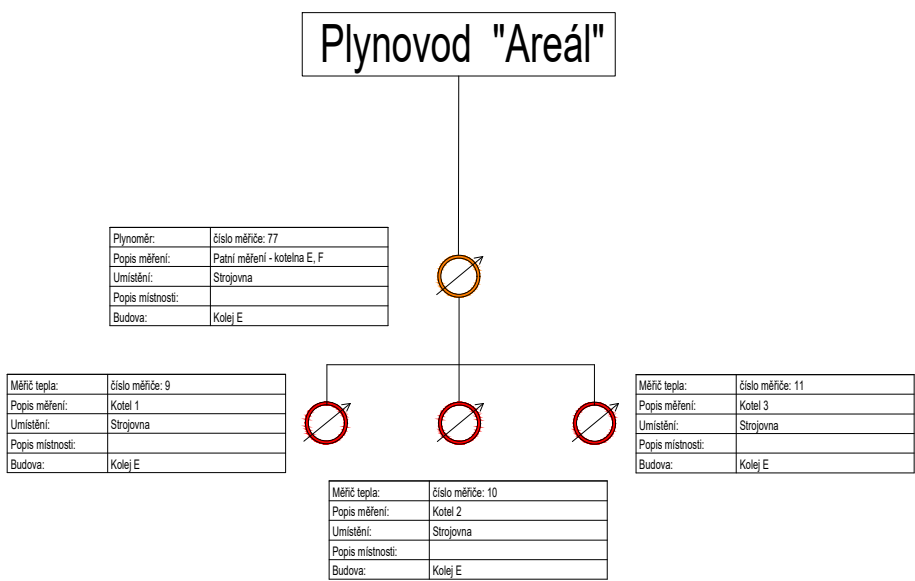 Plynovod "Areál"
Plynoměr: číslo měřiče: 77
Popis měření: Patní měření - kotelna E, F
Umístění: Strojovna
Popis místnosti:
Budova: Kolej E
Měřič tepla: číslo měřiče: 9
Popis měření: Kotel 1
Umístění: Strojovna
Popis místnosti:
Budova: Kolej E
Měřič tepla: číslo měřiče: 11
Popis měření: Kotel 3
Umístění: Strojovna
Popis místnosti:
Budova: Kolej E
Měřič tepla: číslo měřiče: 10
Popis měření: Kotel 2
Umístění: Strojovna
Popis místnosti:
Budova: Kolej E